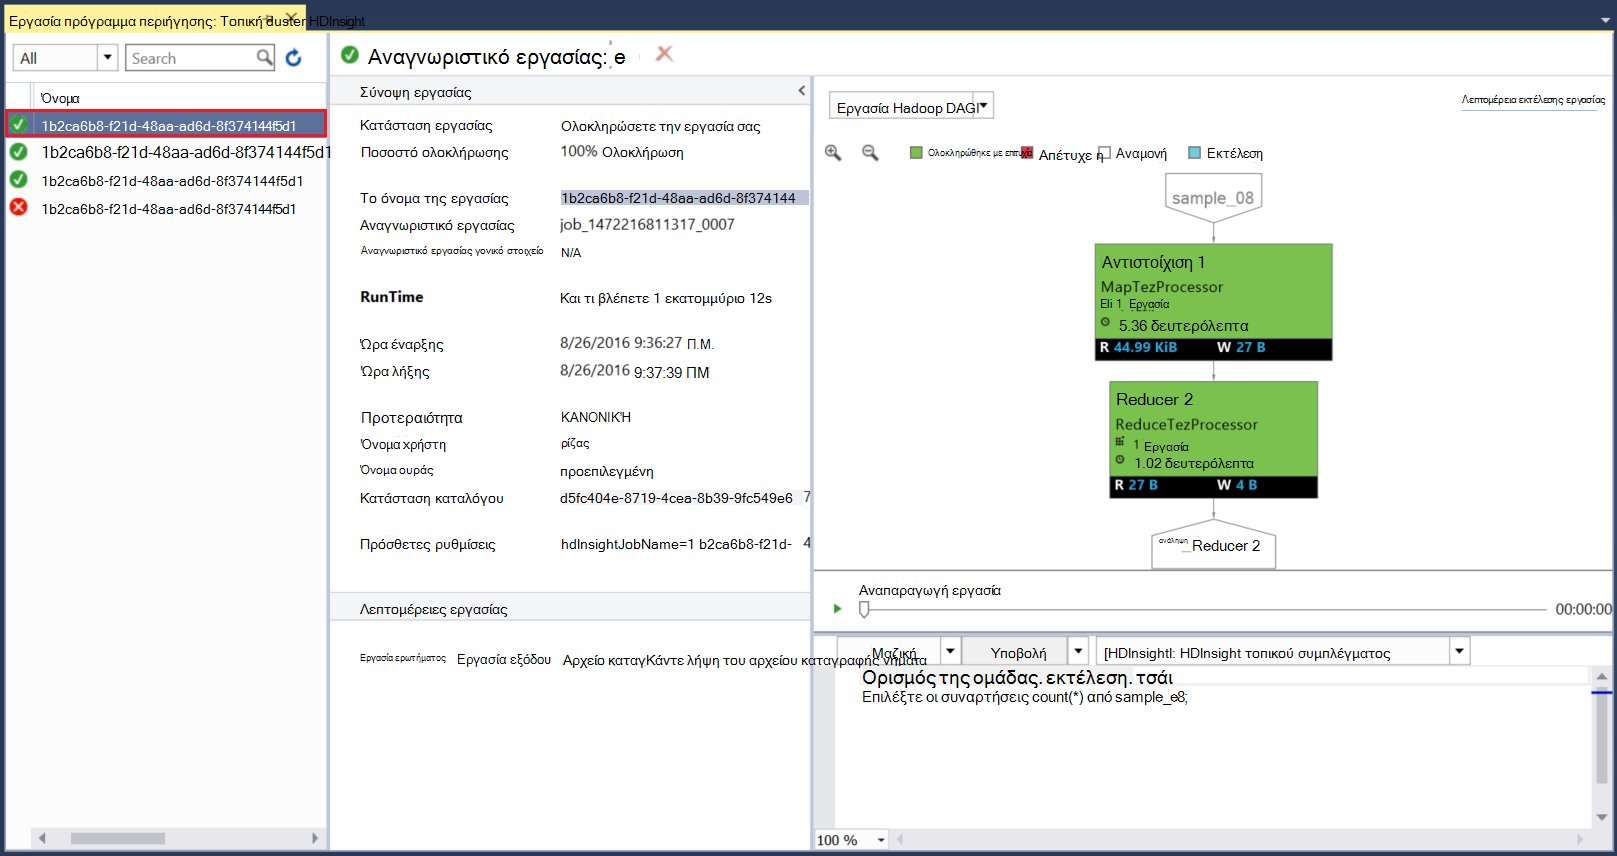 Εργασία πρόγραμμα περιήγησης: Τοπική duster HDInsight
All
Search
Όνομα
1b2ca6b8-f21d-48aa-ad6d-8f374144f5d1
1b2ca6b8-f21d-48aa-ad6d-8f374144f5d1
1b2ca6b8-f21d-48aa-ad6d-8f374144f5d1
1b2ca6b8-f21d-48aa-ad6d-8f374144f5d1
Αναγνωριστικό εργασίας: e
Σύνοψη εργασίας
Κατάσταση εργασίας Ολοκληρώσετε την εργασία σας
Ποσοστό ολοκλήρωσης 100% Ολοκλήρωση
Το όνομα της εργασίας 1b2ca6b8-f21d-48aa-ad6d-8f374144
Αναγνωριστικό εργασίας job_1472216811317_0007
Αναγνωριστικό εργασίας γονικό στοιχείο N/A
RunTime Και τι βλέπετε 1 εκατομμύριο 12s
Ώρα έναρξης 8/26/2016 9:36:27 Π.Μ.
Ώρα λήξης 8/26/2016 9:37:39 ΠΜ
Προτεραιότητα ΚΑΝΟΝΙΚΉ
Όνομα χρήστη ρίζας
Όνομα ουράς προεπιλεγμένη
Κατάσταση καταλόγου d5fc404e-8719-4cea-8b39-9fc549e6 7
Πρόσθετες ρυθμίσεις hdInsightJobName=1 b2ca6b8-f21d- 4
Λεπτομέρειες εργασίας
Εργασία ερωτήματος Εργασία εξόδου Αρχείο καταγΚάντε λήψη του αρχείου καταγραφής νήματα
Εργασία Hadoop DAGI
Λεπτομέρεια εκτέλεσης εργασίας
Ολοκληρώθηκε με επιτυχ Απέτυχε η Αναμονή Εκτέλεση
sample_08
Αντιστοίχιση 1
MapTezProcessor
Eli 1 Εργασία
5.36 δευτερόλεπτα
R 44.99 KiB W 27 B
Reducer 2
ReduceTezProcessor
1 Εργασία
1.02 δευτερόλεπτα
R 27 B W 4 B
ανάληψη_Reducer 2
Αναπαραγωγή εργασία
00:00:00
Μαζική Υποβολή [HDInsightl: HDInsight τοπικού συμπλέγματος
Ορισμός της ομάδας. εκτέλεση. τσάι
Επιλέξτε οι συναρτήσεις count(*) από sample_e8;
100 %